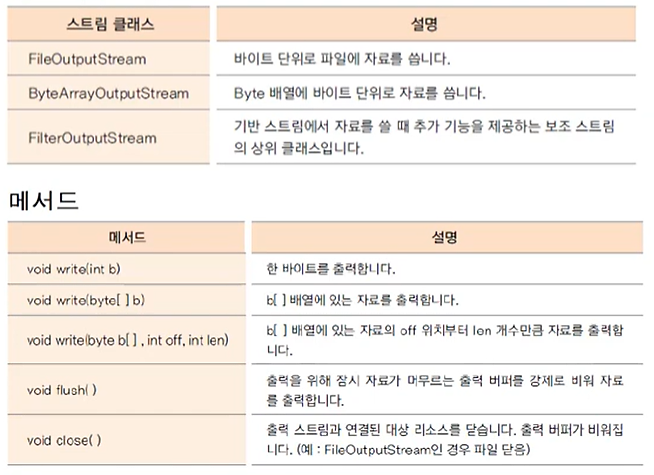 스트림 클래스 설명
FileOutputStream 바이트 단위로 파일에 자료를 씁니다.
ByteArrayOutputStream Byte 배열에 바이트 단위로 자료를 씁니다.
FilterOutputStream 기반 스트림에서 자료를 쓸 때 추가 기능을 제공하는 보조 스트림
의 상위 클래스입니다.
메서드
메서드 설명
void write(int b) 한 바이트를 출력합니다.
void write(byte[ ] b) b[ ] 배열에 있는 자료를 출력합니다.
void write(byte b[ ] , int off, int len) b[ ] 배열에 있는 자료의 off 위치부터 len 개수만큼 자료를 출력합
니다.
void flush( ) 출력을 위해 잠시 자료가 머무르는 출력 버퍼를 강제로 비워 자료
를 출력합니다.
void close( ) 출력 스트림과 연결된 대상 리소스를 닫습니다. 출력 버퍼가 비워집
니다. (예 : FileOutputStream인 경우 파일 닫음)